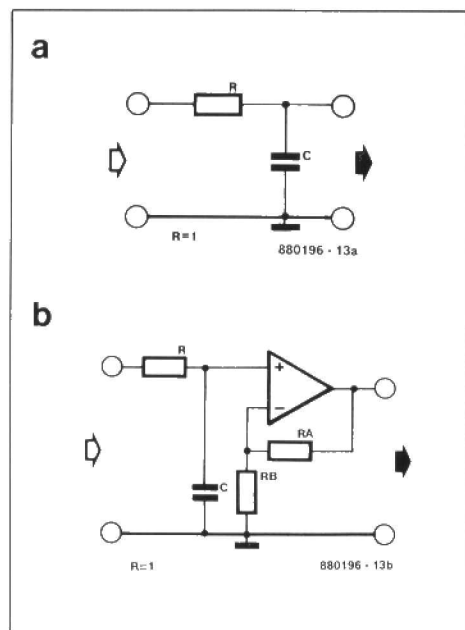 a
R
C
R=1
880196 - 13a
b
R
+
−
RA
RB
C
R=1
880196 - 13b